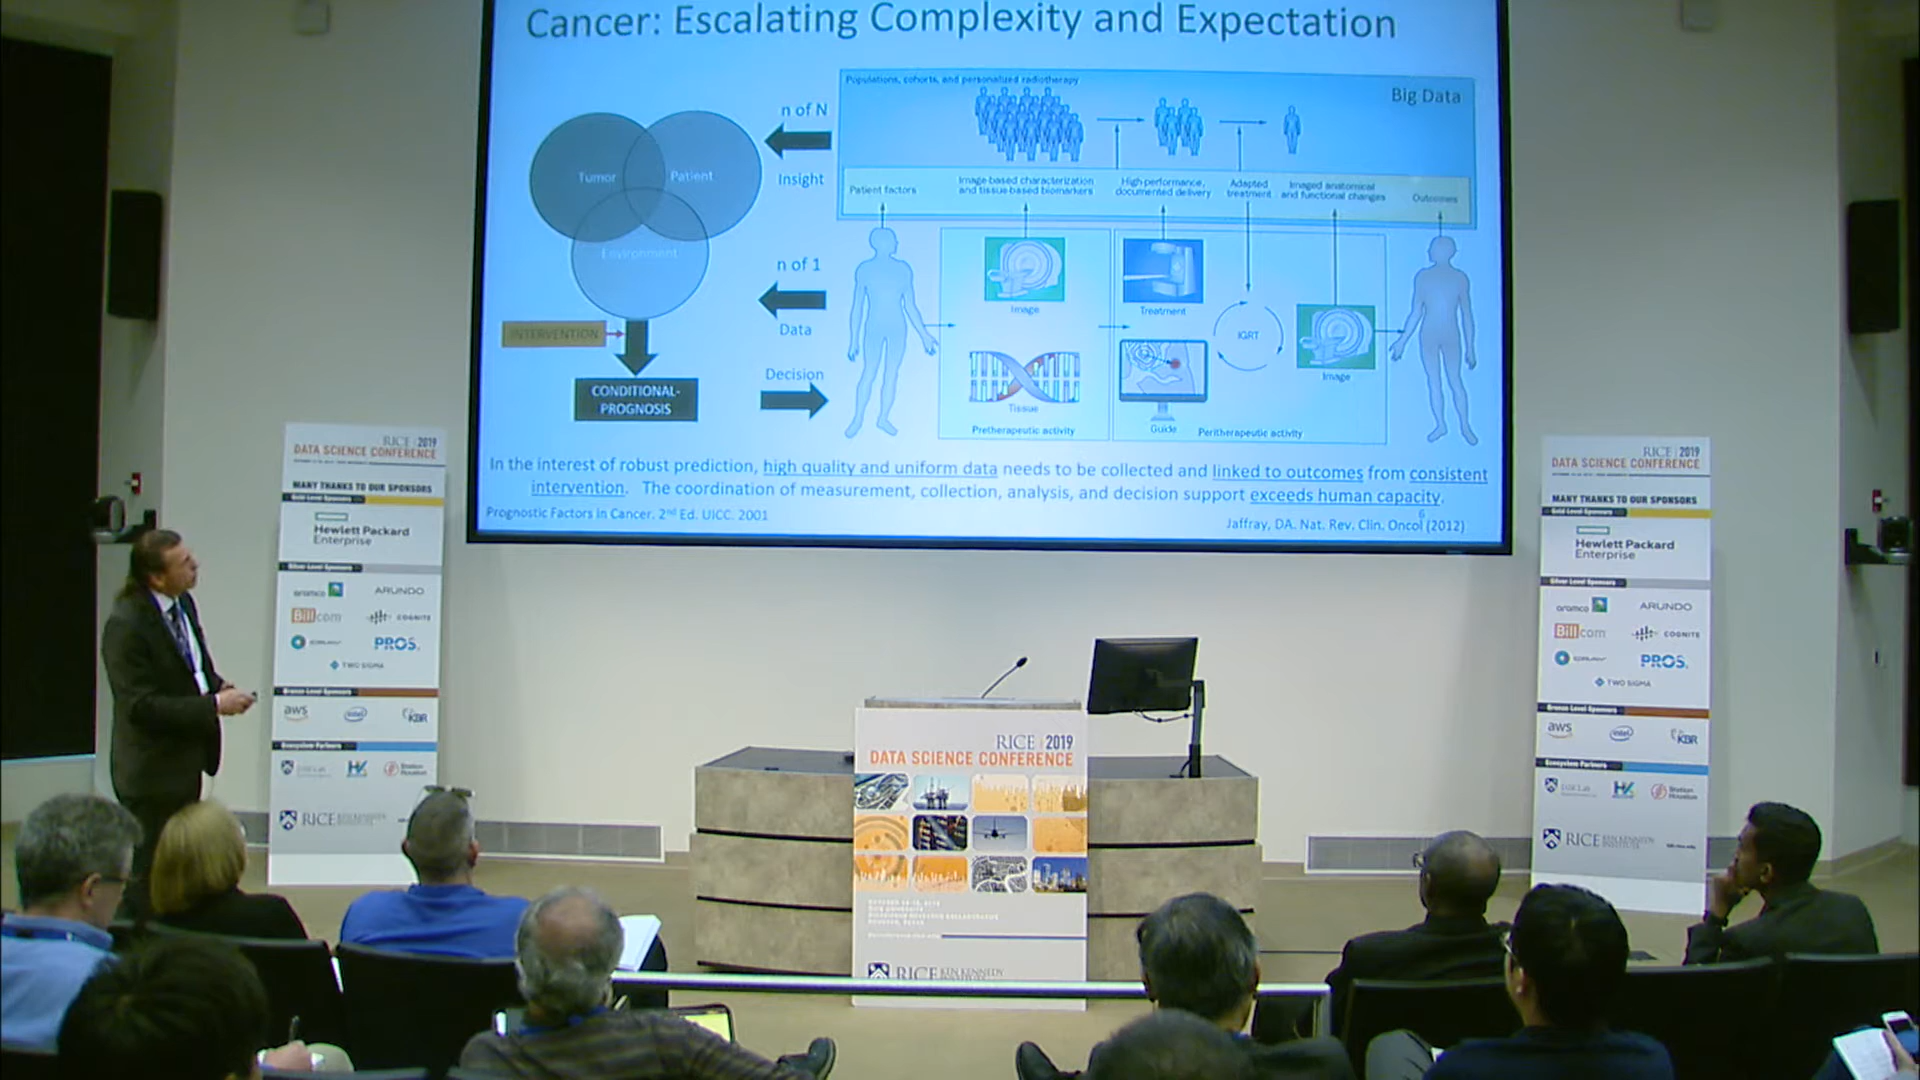 Cancer: Escalating Complexity and Expectation
Populations, cohorts, and personalized radiotherapy
Big Data
n of N
Insight
Tumor
Patient
Environment
Patient factors
Image-based characterization
and tissue-based biomarkers
High-performance,
documented delivery
Adapted
treatment
Imaged anatomical
and functional changes
Outcomes
n of 1
Data
Decision
INTERVENTION
CONDITIONAL-
PROGNOSIS
Image
Tissue
Pretherapeutic activity
Treatment
Guide
IGRT
Image
Peritherapeutic activity
In the interest of robust prediction, high quality and uniform data needs to be collected and linked to outcomes from consistent
intervention. The coordination of measurement, collection, analysis, and decision support exceeds human capacity.
Prognostic Factors in Cancer. 2nd Ed. UICC. 2001
6
Jaffray, DA. Nat. Rev. Clin. Oncol (2012)
RICE 2019
DATA SCIENCE CONFERENCE
MANY THANKS TO OUR SPONSORS
Gold Level Sponsors
Hewlett Packard
Enterprise
Silver Level Sponsors
aramco
ARUNDO
Bill.com
COGNITE
PROS.
TWO SIGMA
Bronze Level Sponsors
aws
intel
KBR
Ecosystem Partners
Station
Houston
RICE KEN KENNEDY
INSTITUTE
RICE 2019
DATA SCIENCE CONFERENCE
RICE KEN KENNEDY
RICE 2019
DATA SCIENCE CONFERENCE
MANY THANKS TO OUR SPONSORS
Gold Level Sponsors
Hewlett Packard
Enterprise
Silver Level Sponsors
aramco
ARUNDO
Bill.com
COGNITE
PROS.
TWO SIGMA
Bronze Level Sponsors
aws
intel
KBR
Ecosystem Partners
Station
Houston
RICE KEN KENNEDY
INSTITUTE